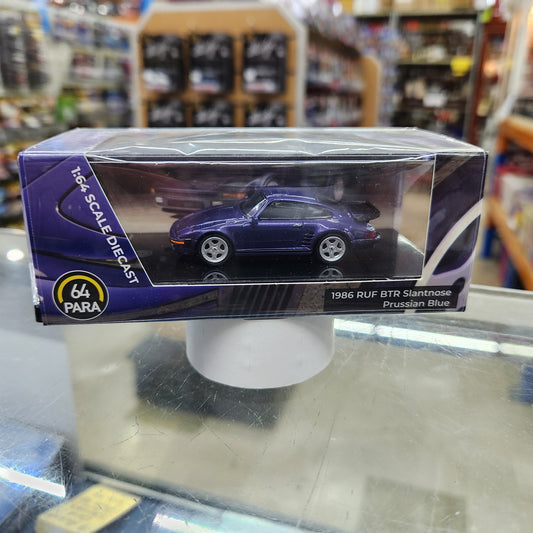 1:64 SCALE DIECAST
64
PARA
1986 RUF BTR Slantnose
Prussian Blue